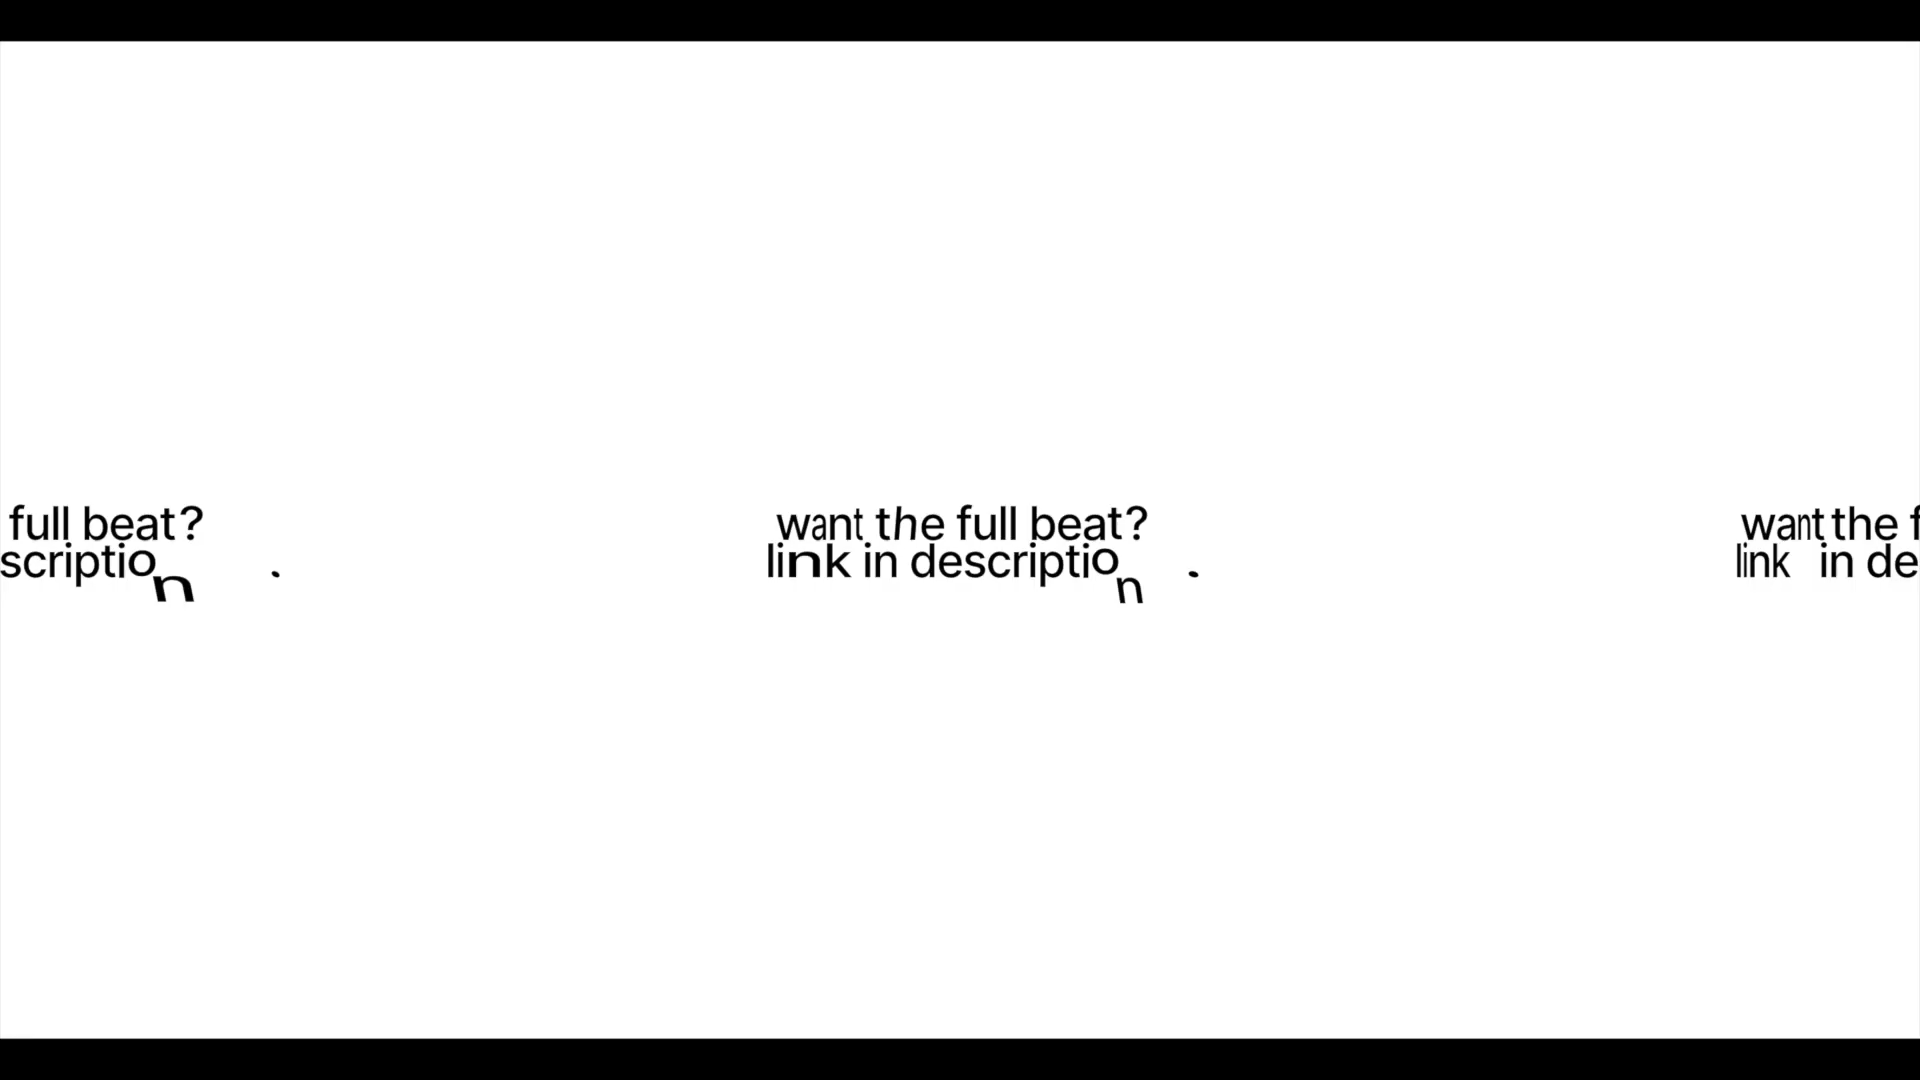 full beat?
scription .
want the full beat?
link in description .
want the f
link in de